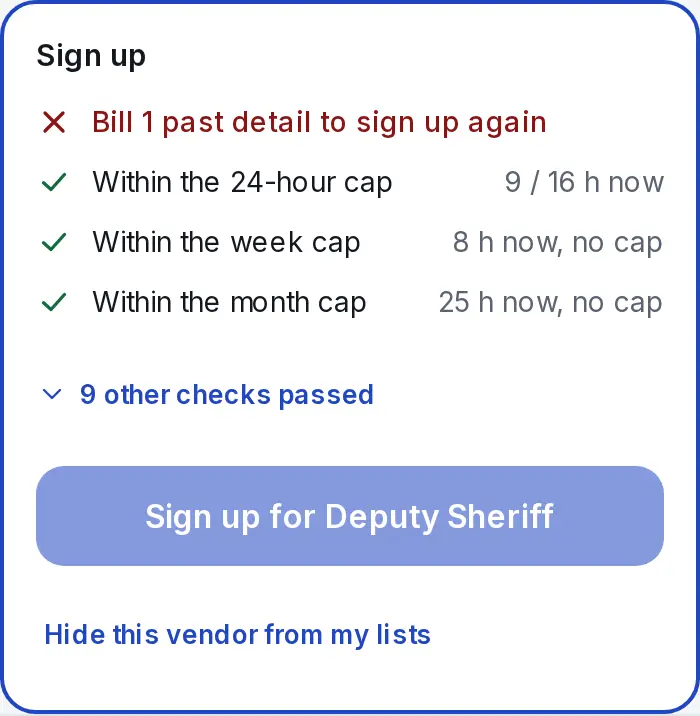 Sign up
Bill 1 past detail to sign up again
Within the 24-hour cap 9 / 16 h now
Within the week cap 8 h now, no cap
Within the month cap 25 h now, no cap
9 other checks passed
Sign up for Deputy Sheriff
Hide this vendor from my lists